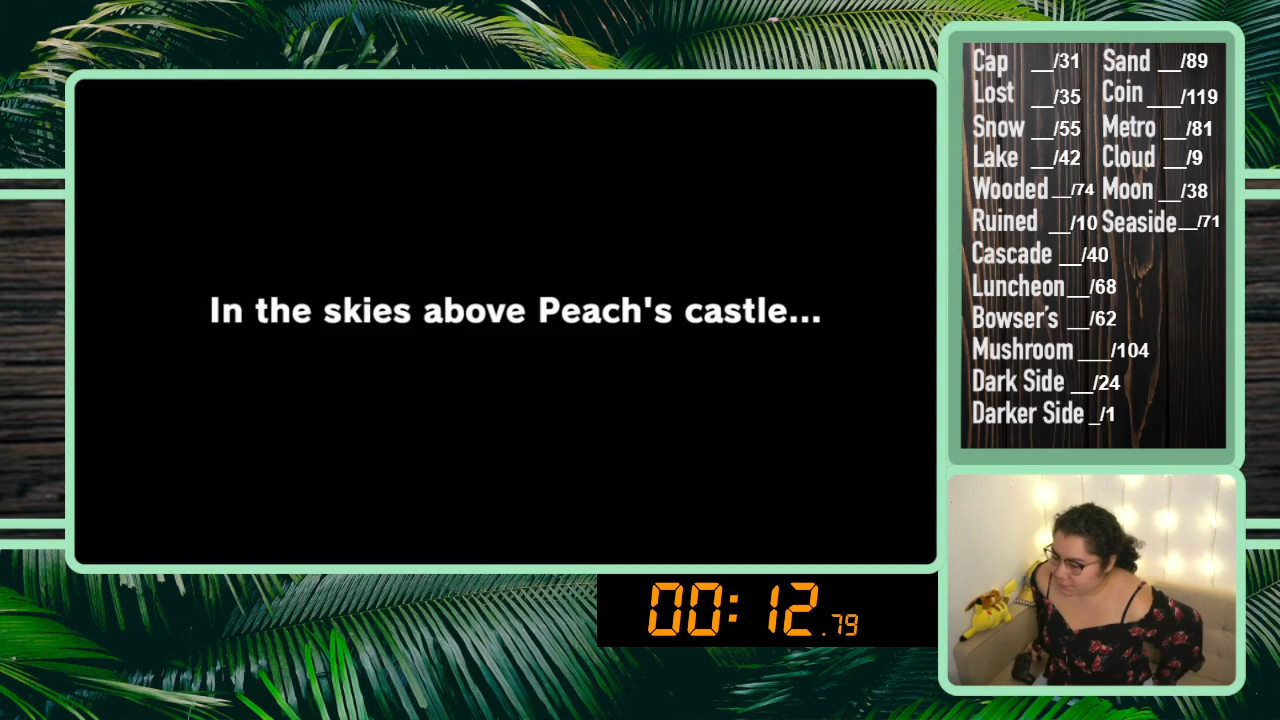 In the skies above Peach's castle...
00:12.79
Cap __/31
Lost __/35
Snow __/55
Lake __/42
Wooded __/74
Ruined __/10
Cascade __/40
Luncheon __/68
Bowser's __/62
Mushroom ___/104
Dark Side __/24
Darker Side _/1
Sand __/89
Coin ___/119
Metro __/81
Cloud __/9
Moon __/38
Seaside __/71